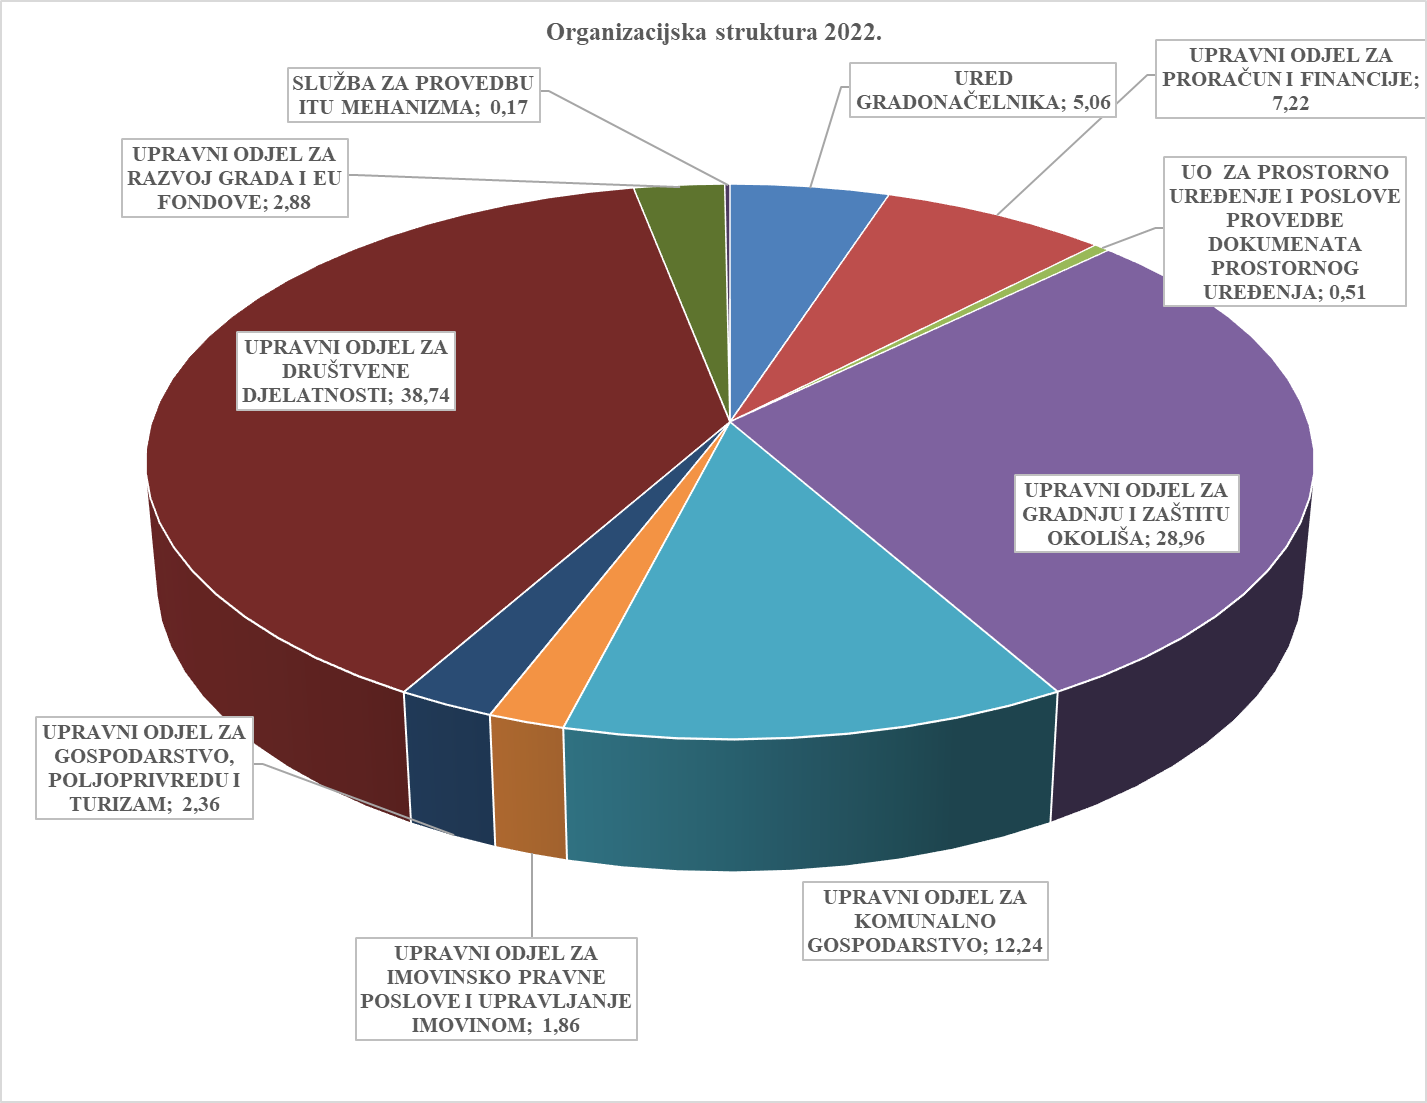 Organizacijska struktura 2022.
SLUŽBA ZA PROVEDBU
ITU MEHANIZMA; 0,17
URED
GRADONAČELNIKA; 5,06
UPRAVNI ODJEL ZA
PRORAČUN I FINANCIJE;
7,22
UPRAVNI ODJEL ZA
RAZVOJ GRADA I EU
FONDOVE; 2,88
UO ZA PROSTORNO
UREĐENJE I POSLOVE
PROVEDBE
DOKUMENATA
PROSTORNOG
UREĐENJA; 0,51
UPRAVNI ODJEL ZA
DRUŠTVENE
DJELATNOSTI; 38,74
UPRAVNI ODJEL ZA
GRADNJU I ZAŠTITU
OKOLIŠA; 28,96
UPRAVNI ODJEL ZA
GOSPODARSTVO,
POLJOPRIVREDU I
TURIZAM; 2,36
UPRAVNI ODJEL ZA
KOMUNALNO
GOSPODARSTVO; 12,24
UPRAVNI ODJEL ZA
IMOVINSKO PRAVNE
POSLOVE I UPRAVLJANJE
IMOVINOM; 1,86